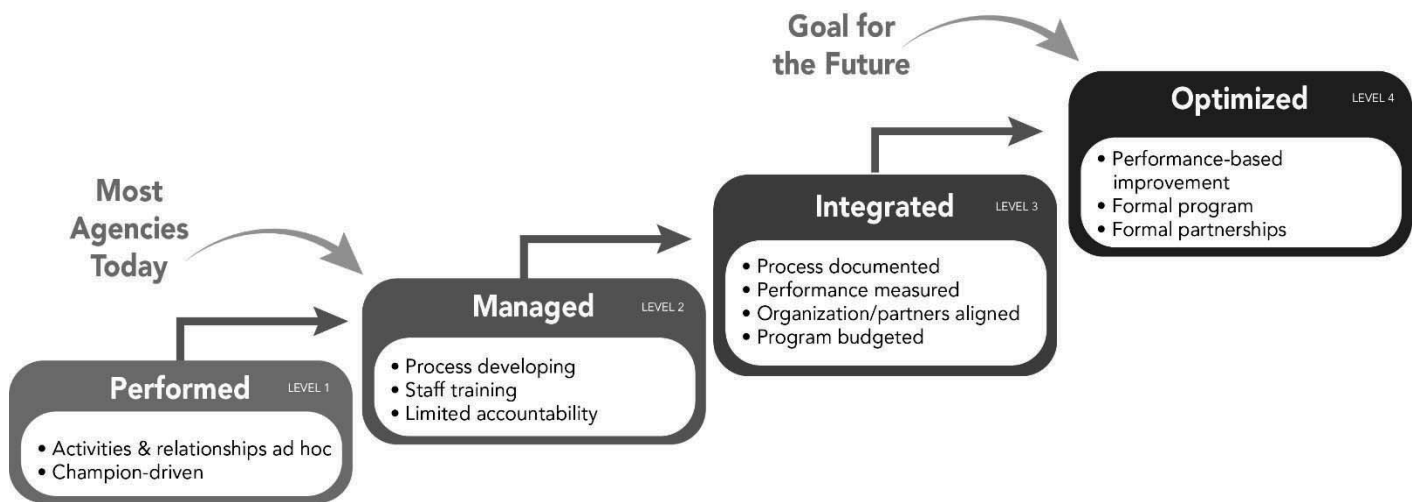 Most
Agencies
Today
Performed LEVEL 1
• Activities & relationships ad hoc
• Champion-driven
Managed LEVEL 2
• Process developing
• Staff training
• Limited accountability
Integrated LEVEL 3
• Process documented
• Performance measured
• Organization/partners aligned
• Program budgeted
Goal for
the Future
Optimized LEVEL 4
• Performance-based
improvement
• Formal program
• Formal partnerships